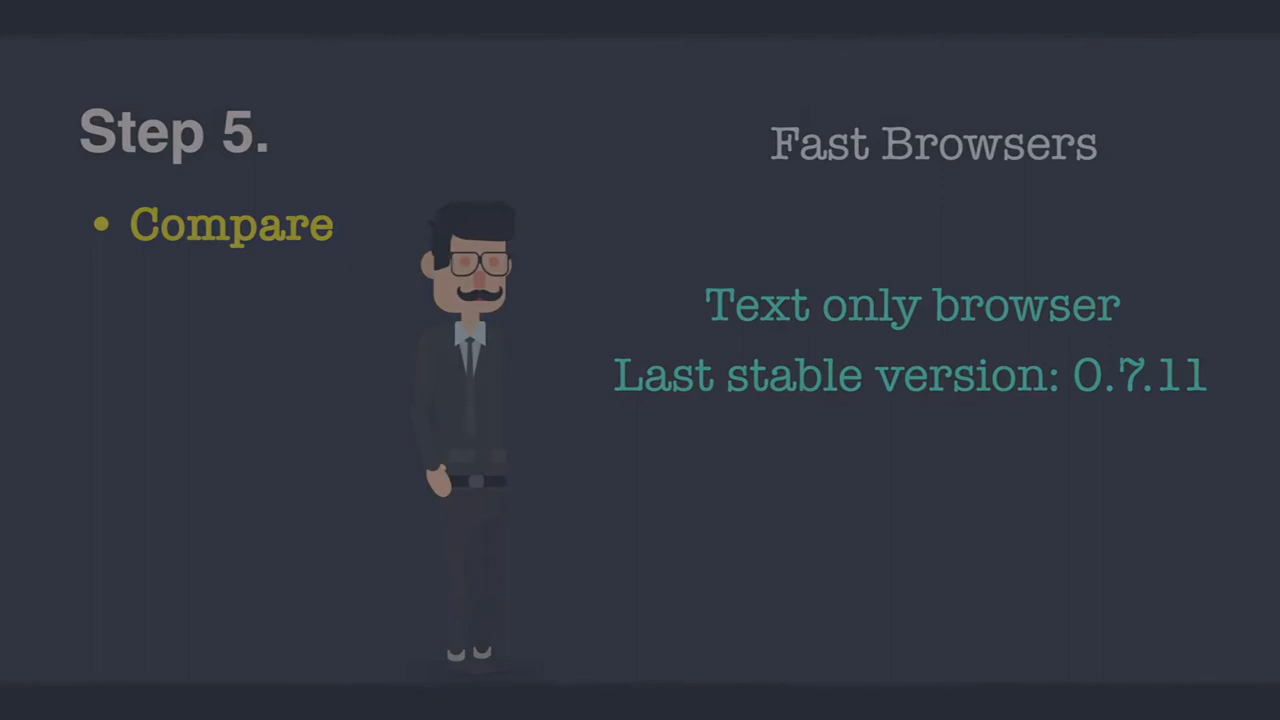 Step 5.
• Compare
Fast Browsers
Text only browser
Last stable version: 0.7.11